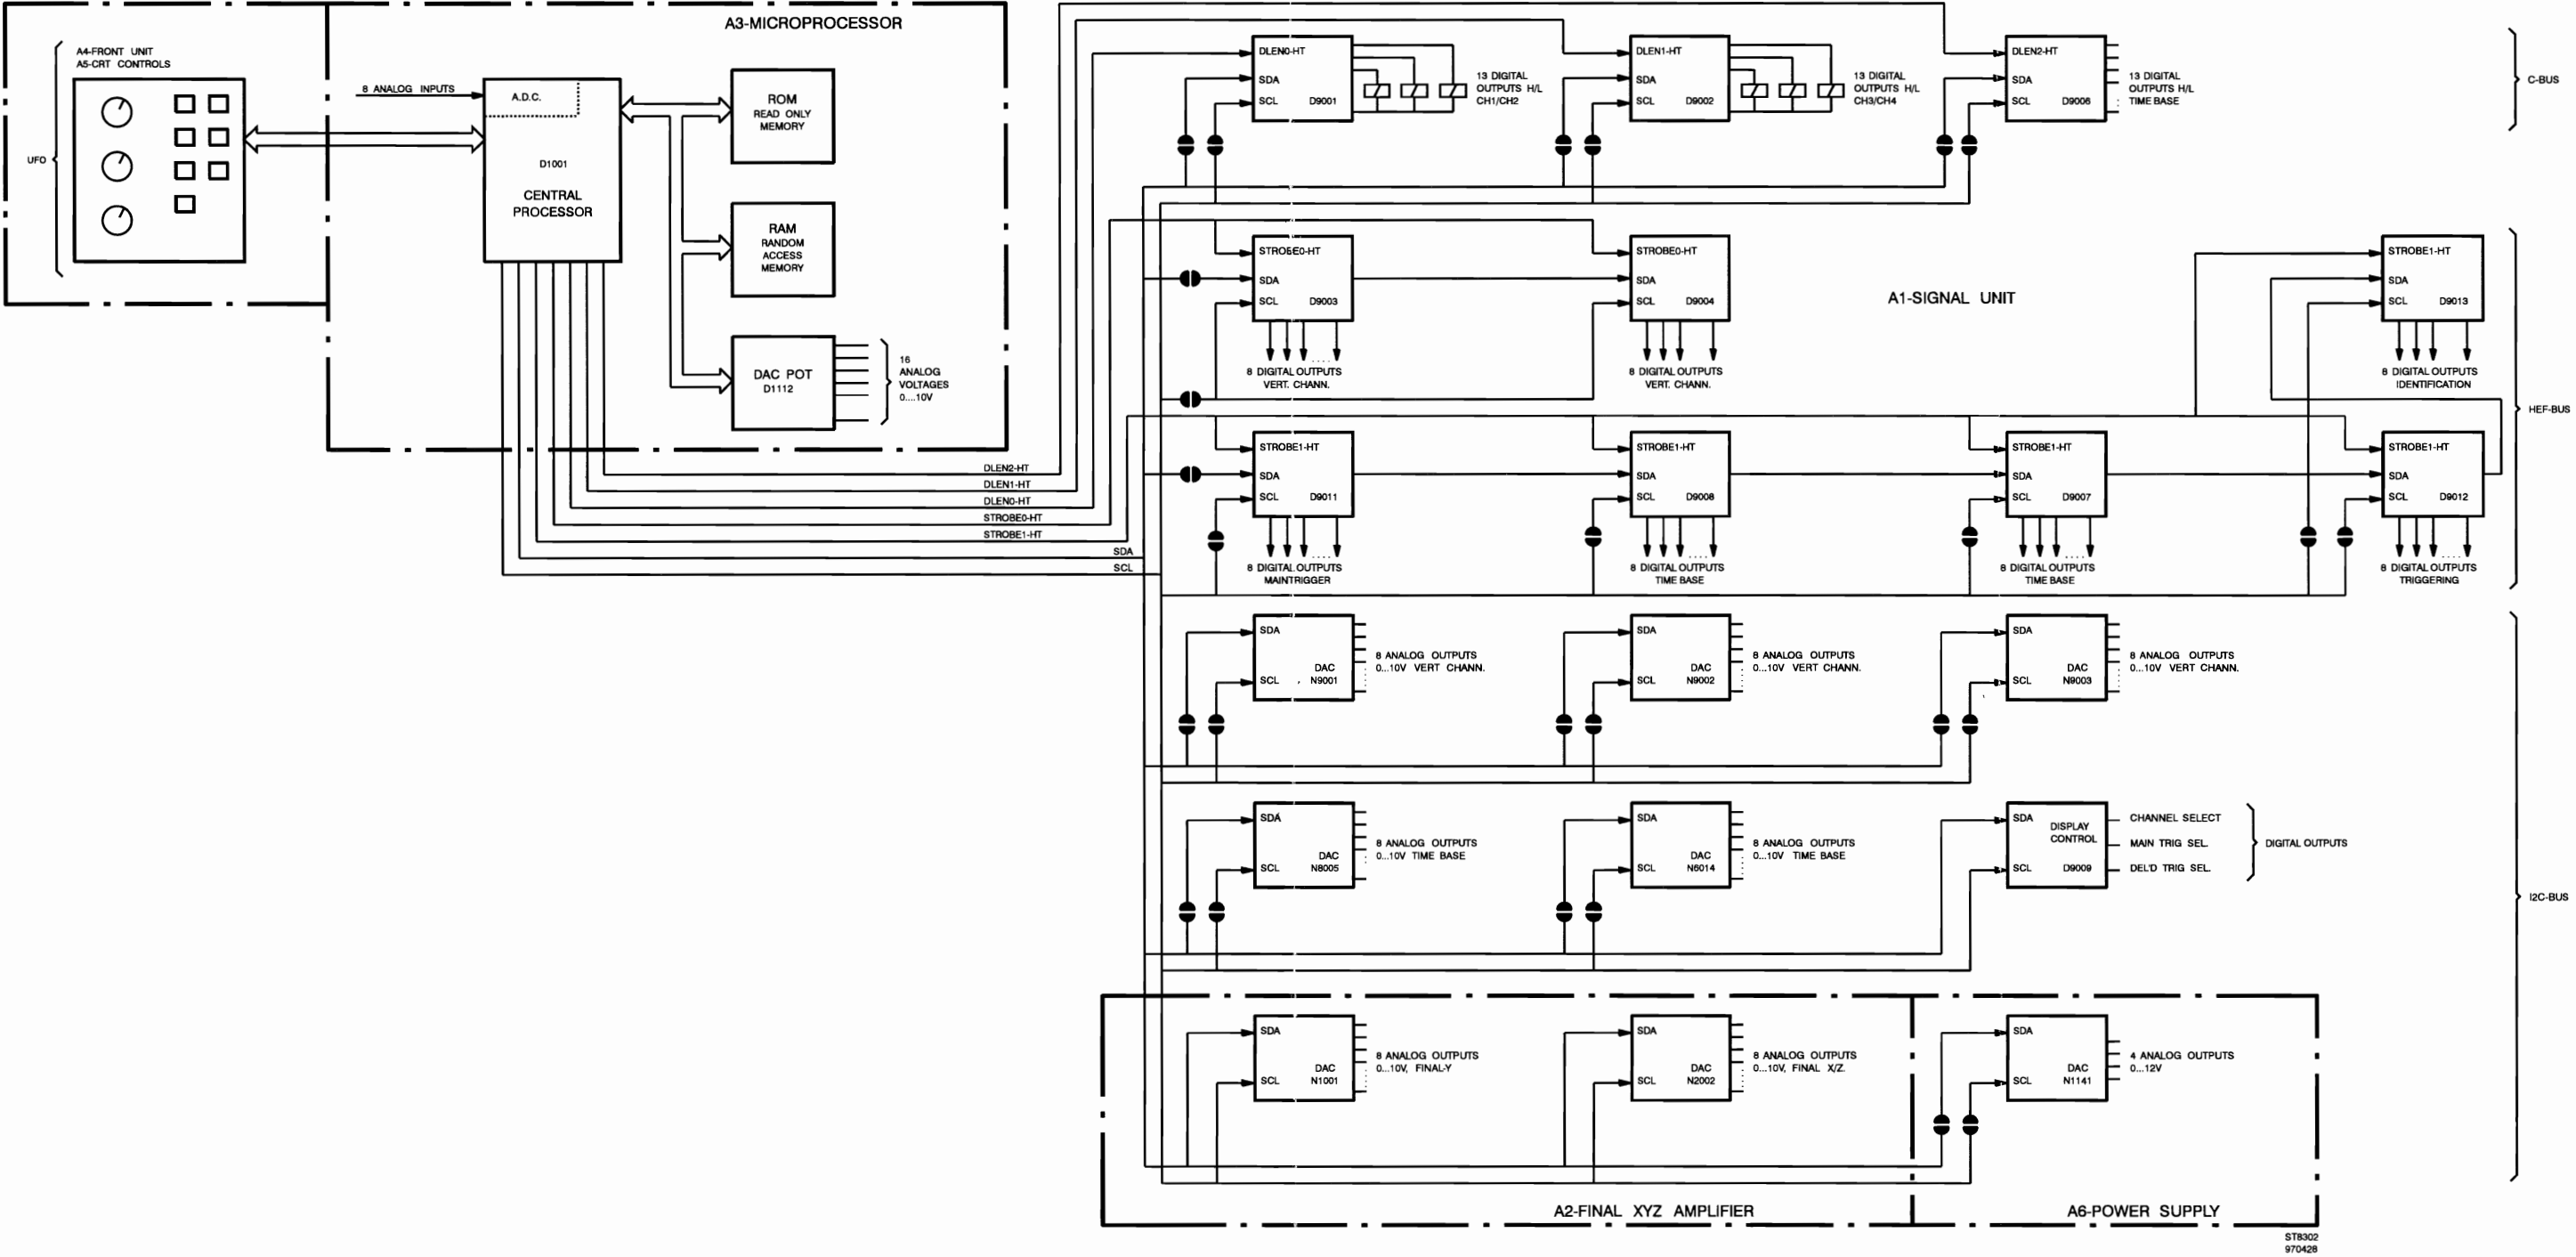 A3-MICROPROCESSOR
A4-FRONT UNIT
A5-CRT CONTROLS
UFO
8 ANALOG INPUTS
A.D.C.
D1001
CENTRAL
PROCESSOR
ROM
READ ONLY
MEMORY
RAM
RANDOM
ACCESS
MEMORY
DAC POT
D1112
16
ANALOG
VOLTAGES
0....10V
DLEN2-HT
DLEN1-HT
DLEN0-HT
STROBE0-HT
STROBE1-HT
SDA
SCL
DLEN0-HT
SDA
SCL D9001
13 DIGITAL
OUTPUTS H/L
CH1/CH2
DLEN1-HT
SDA
SCL D9002
13 DIGITAL
OUTPUTS H/L
CH3/CH4
DLEN2-HT
SDA
SCL D9006
13 DIGITAL
OUTPUTS H/L
TIME BASE
C-BUS
STROBE0-HT
SDA
SCL D9003
8 DIGITAL OUTPUTS
VERT. CHANN.
STROBE0-HT
SDA
SCL D9004
8 DIGITAL OUTPUTS
VERT. CHANN.
A1-SIGNAL UNIT
STROBE1-HT
SDA
SCL D9013
8 DIGITAL OUTPUTS
IDENTIFICATION
HEF-BUS
STROBE1-HT
SDA
SCL D9011
8 DIGITAL OUTPUTS
MAINTRIGGER
STROBE1-HT
SDA
SCL D9008
8 DIGITAL OUTPUTS
TIME BASE
STROBE1-HT
SDA
SCL D9007
8 DIGITAL OUTPUTS
TIME BASE
STROBE1-HT
SDA
SCL D9012
8 DIGITAL OUTPUTS
TRIGGERING
SDA
DAC
SCL N9001
8 ANALOG OUTPUTS
0...10V VERT CHANN.
SDA
DAC
SCL N9002
8 ANALOG OUTPUTS
0...10V VERT CHANN.
SDA
DAC
SCL N9003
8 ANALOG OUTPUTS
0...10V VERT CHANN.
SDA
DAC
SCL N8005
8 ANALOG OUTPUTS
0...10V TIME BASE
SDA
DAC
SCL N6014
8 ANALOG OUTPUTS
0...10V TIME BASE
SDA
DISPLAY
CONTROL
SCL D9009
CHANNEL SELECT
MAIN TRIG SEL.
DEL'D TRIG SEL.
DIGITAL OUTPUTS
I2C-BUS
SDA
DAC
SCL N1001
8 ANALOG OUTPUTS
0...10V, FINAL-Y
SDA
DAC
SCL N2002
8 ANALOG OUTPUTS
0...10V, FINAL X/Z.
SDA
DAC
SCL N1141
4 ANALOG OUTPUTS
0...12V
A2-FINAL XYZ AMPLIFIER
A6-POWER SUPPLY
ST8302
970428